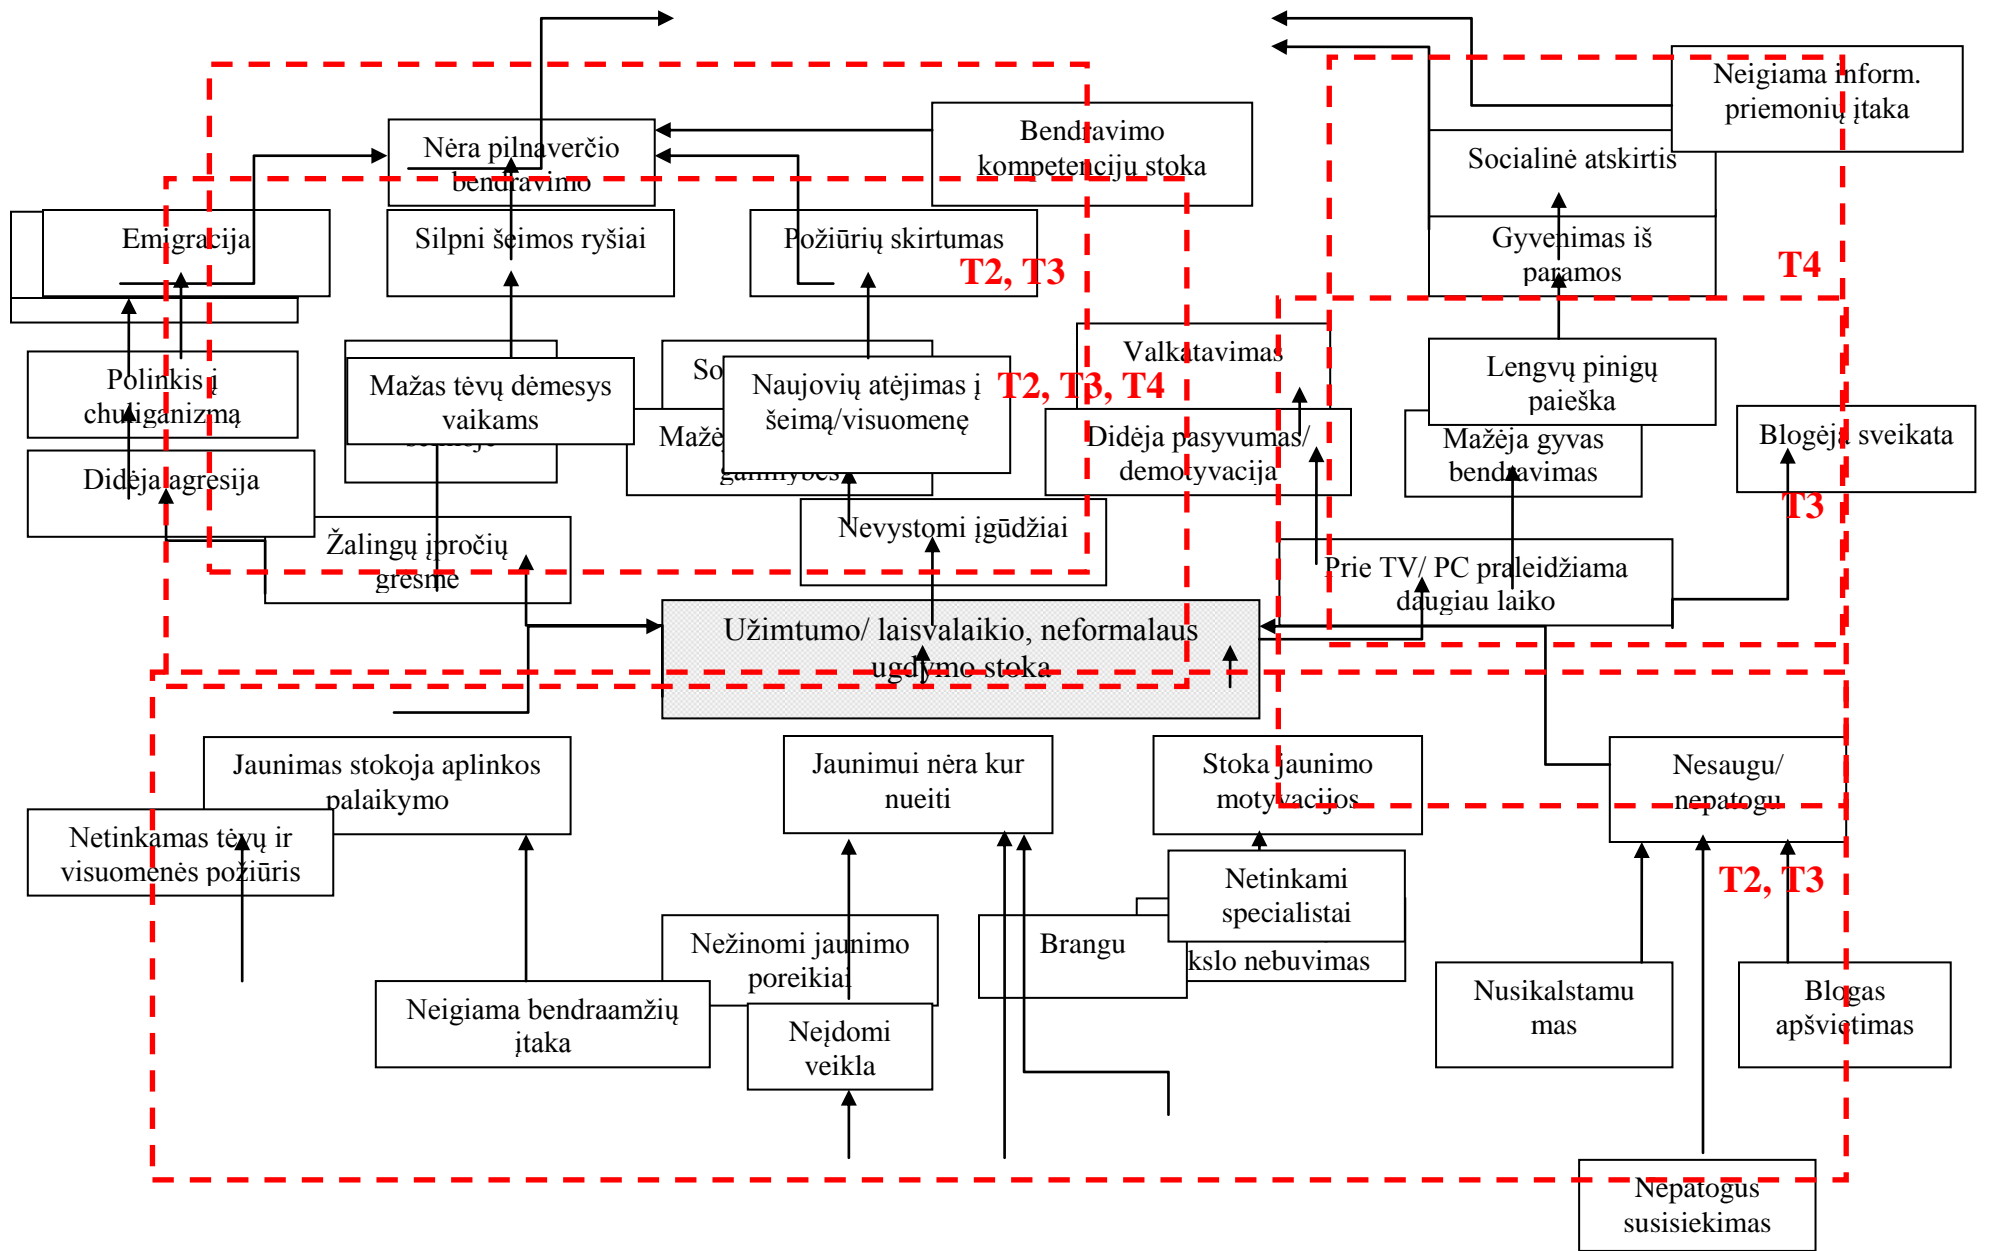 Neigiama inform.
priemonių įtaka
Bendravimo
kompetencijų stoka
Nėra pilnaverčio
bendravimo
Socialinė atskirtis
Emigracija
Silpni šeimos ryšiai
Požiūrių skirtumas
T2, T3
Gyvenimas iš
paramos
T4
Polinkis į
chuliganizmą
Mažas tėvų dėmesys
vaikams
Naujovių atėjimas į
šeimą/visuomenę
T2, T3, T4
Valkatavimas
Lengvų pinigų
paieška
Didėja agresija
Didėja pasyvumas/
demotyvacija
Mažėja gyvas
bendravimas
Blogėja sveikata
T3
Žalingų įpročių
grėsmė
Nevystomi įgūdžiai
Prie TV/ PC praleidžiama
daugiau laiko
Užimtumo/ laisvalaikio, neformalaus
ugdymo stoka
Jaunimas stokoja aplinkos
palaikymo
Jaunimui nėra kur
nueiti
Stoka jaunimo
motyvacijos
Nesaugu/
nepatogu
Netinkamas tėvų ir
visuomenės požiūris
T2, T3
Netinkami
specialistai
Nežinomi jaunimo
poreikiai
Brangu
kslo nebuvimas
Neigiama bendraamžių
įtaka
Neįdomi
veikla
Nusikalstamu
mas
Blogas
apšvietimas
Nepatogus
susisiekimas